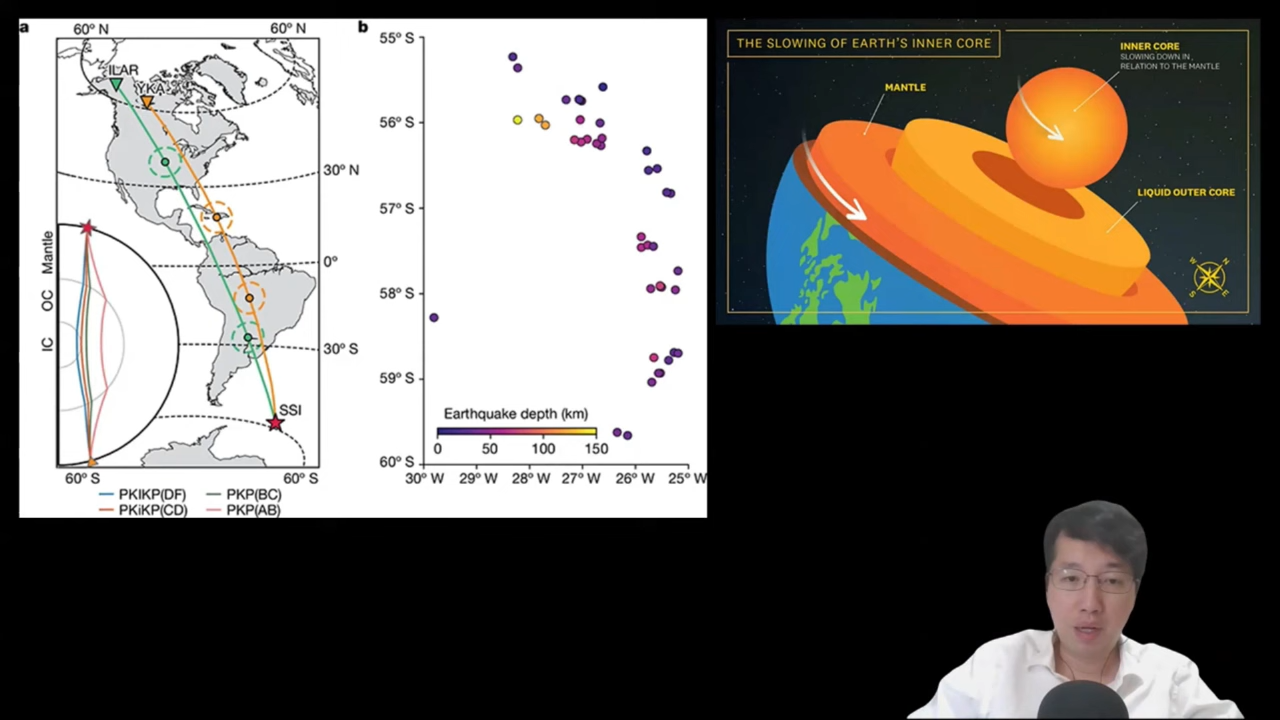 a
60° N
60° N
ILAR
YKA
30° N
0°
30° S
SSI
60° S
60° S
Mantle
OC
IC
PKIKP(DF)
PKP(BC)
PKiKP(CD)
PKP(AB)
b
55° S
56° S
57° S
58° S
59° S
60° S
Earthquake depth (km)
0
50
100
150
30° W
29° W
28° W
27° W
26° W
25° W
THE SLOWING OF EARTH'S INNER CORE
INNER CORE
SLOWING DOWN IN
RELATION TO THE MANTLE
MANTLE
LIQUID OUTER CORE
N
E
S
W